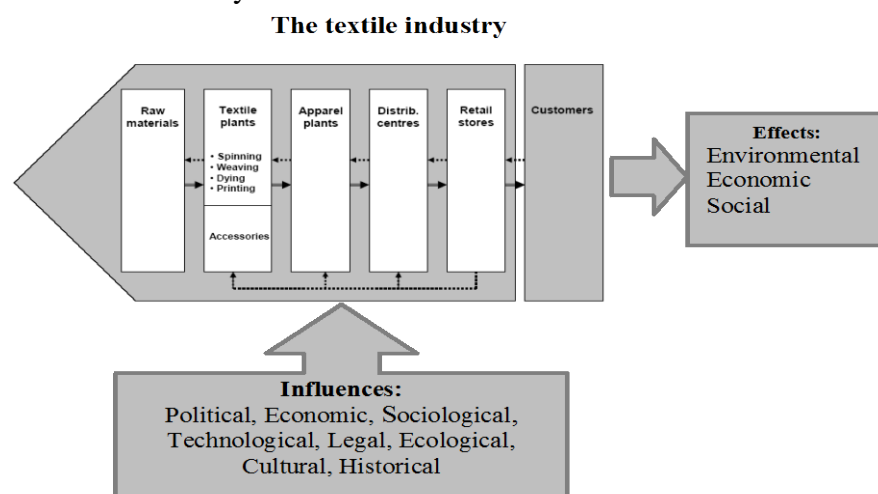 y
The textile industry
Raw
materials
Textile
plants
• Spinning
• Weaving
• Dying
• Printing
Accessories
Apparel
plants
Distrib.
centres
Retail
stores
Customers
Effects:
Environmental
Economic
Social
Influences:
Political, Economic, Sociological,
Technological, Legal, Ecological,
Cultural, Historical